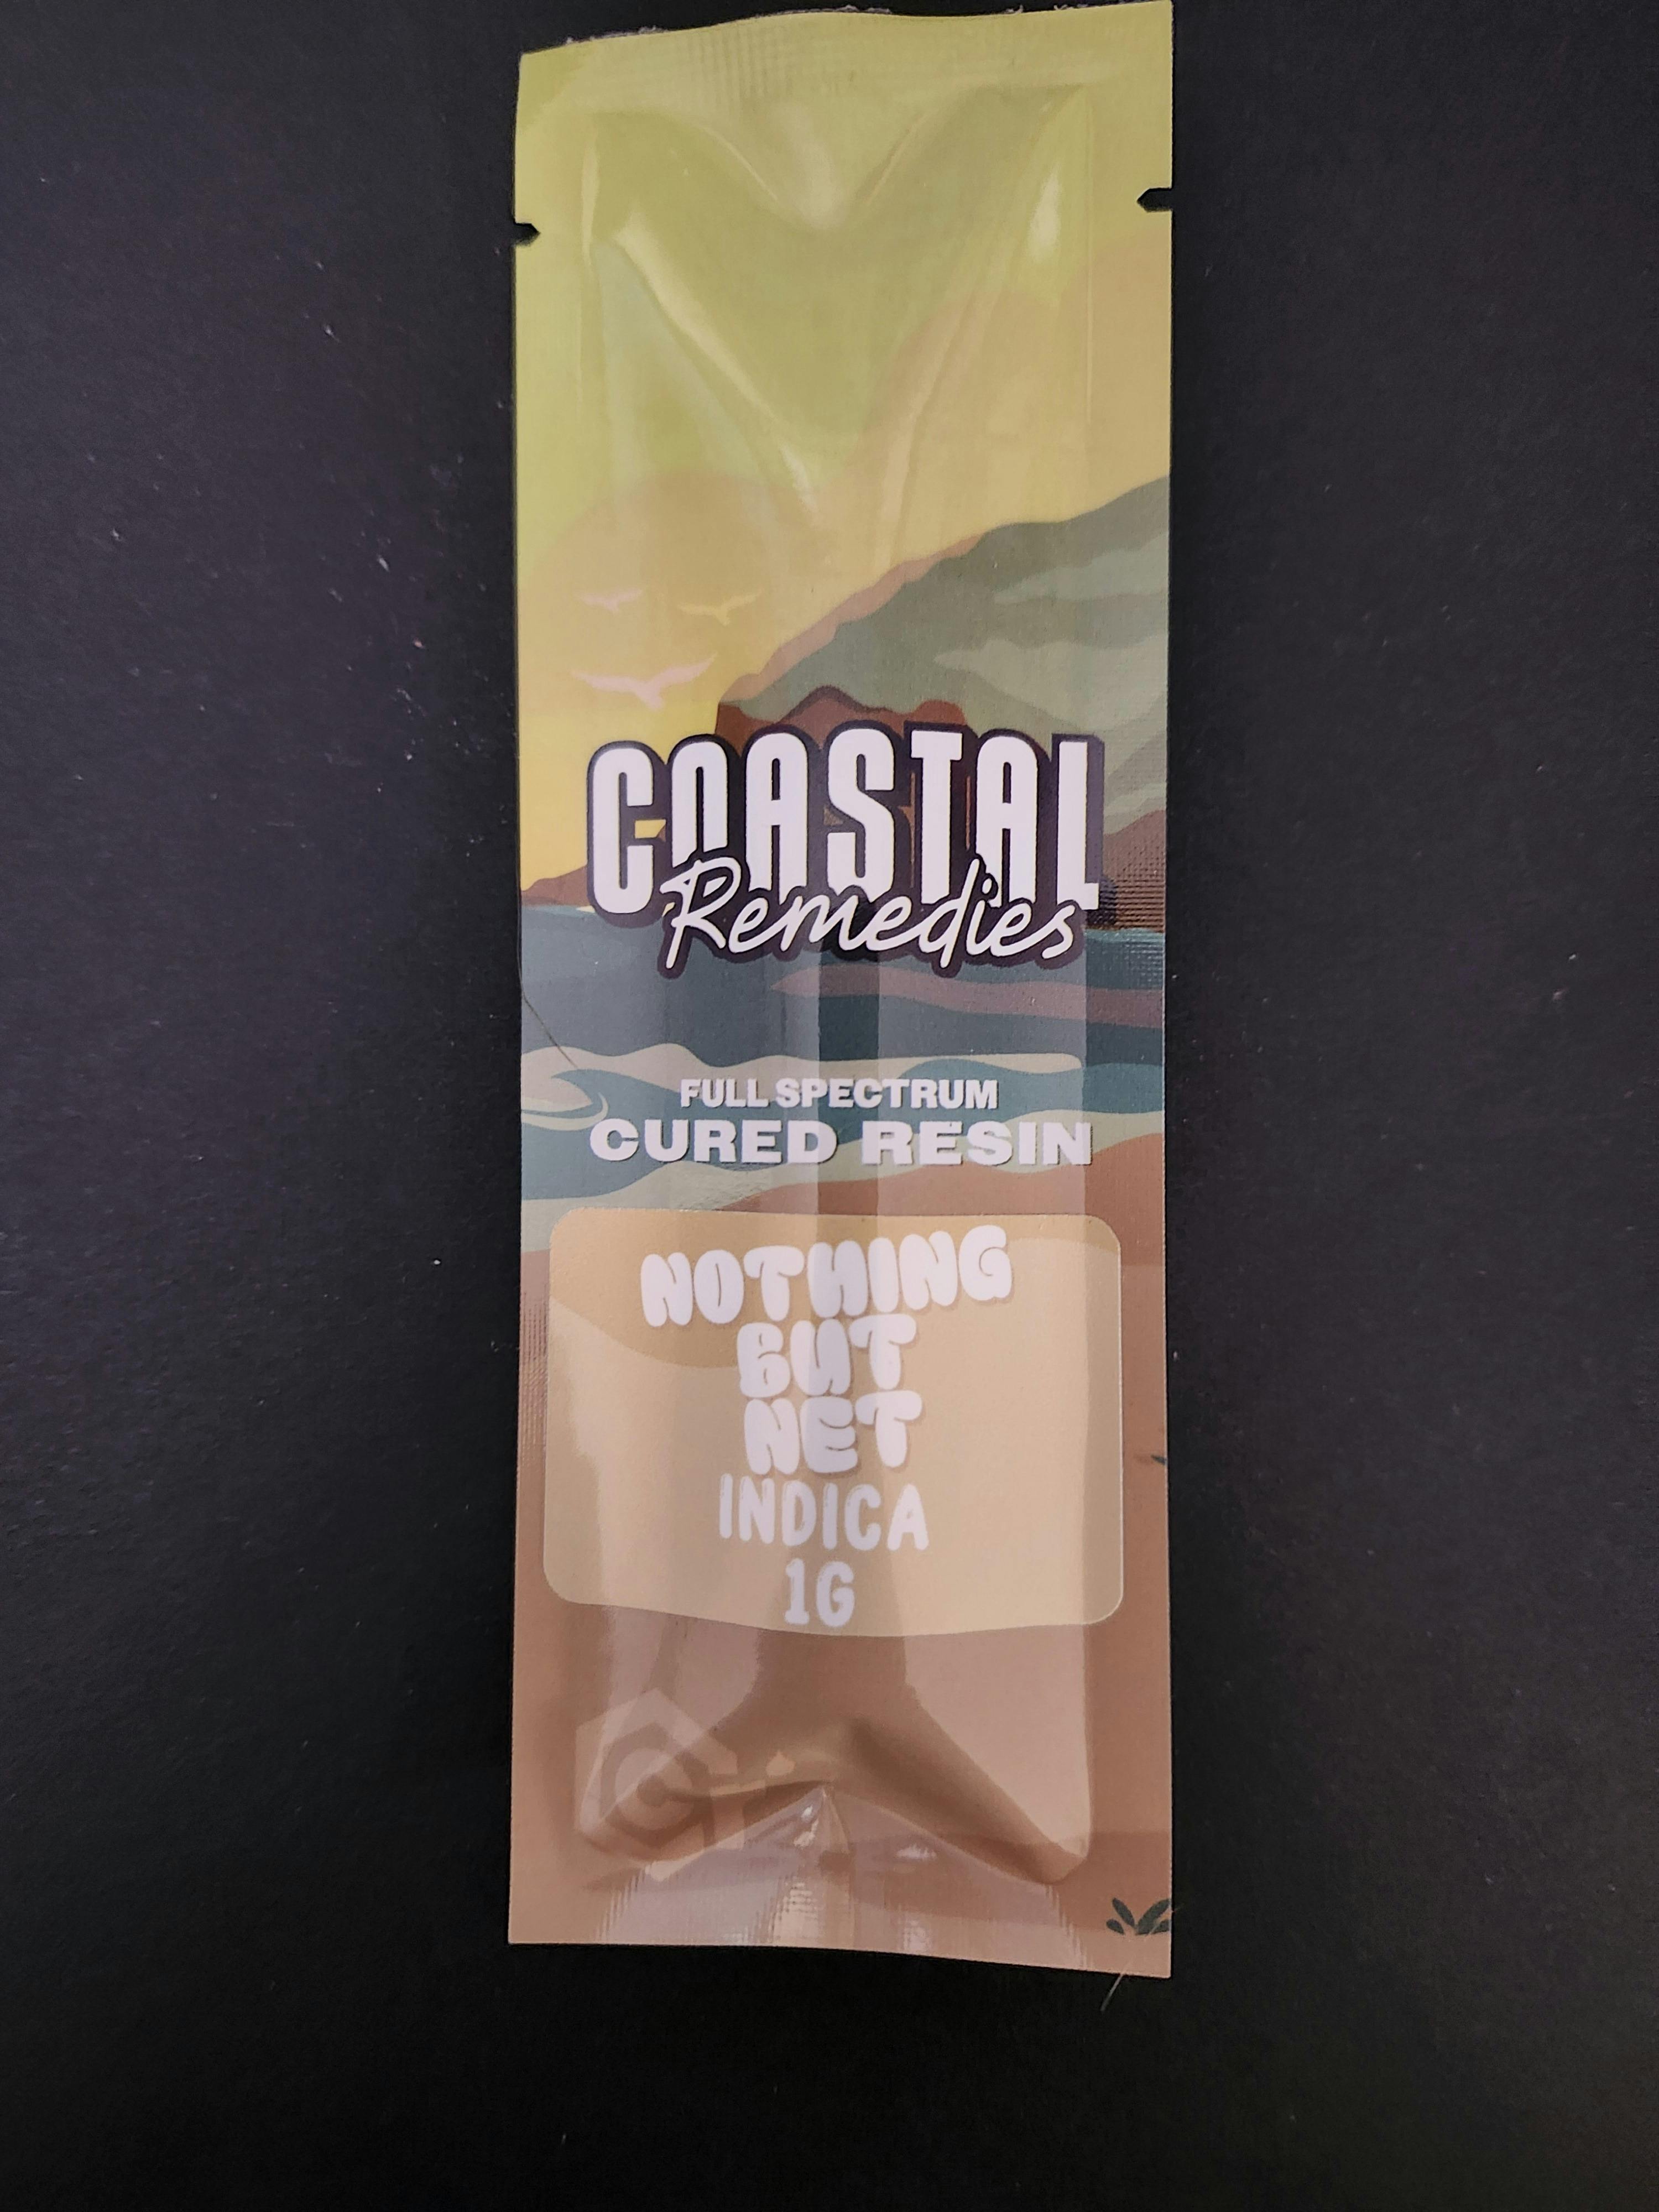 COASTAL
Remedies
FULL SPECTRUM
CURED RESIN
NOTHING
BUT
NET
INDICA
1G